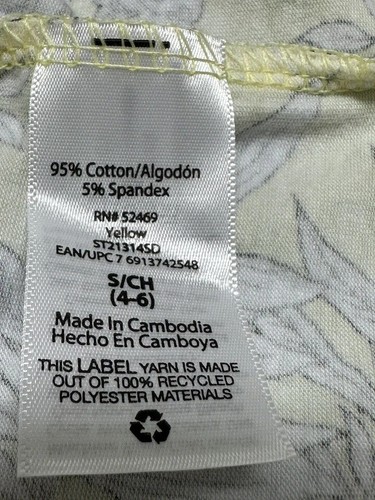 95% Cotton/Algodón
5% Spandex
RN# 52469
Yellow
ST21314SD
EAN/UPC 7 6913742548
S/CH
(4-6)
Made In Cambodia
Hecho En Camboya
THIS LABEL YARN IS MADE
OUT OF 100% RECYCLED
POLYESTER MATERIALS